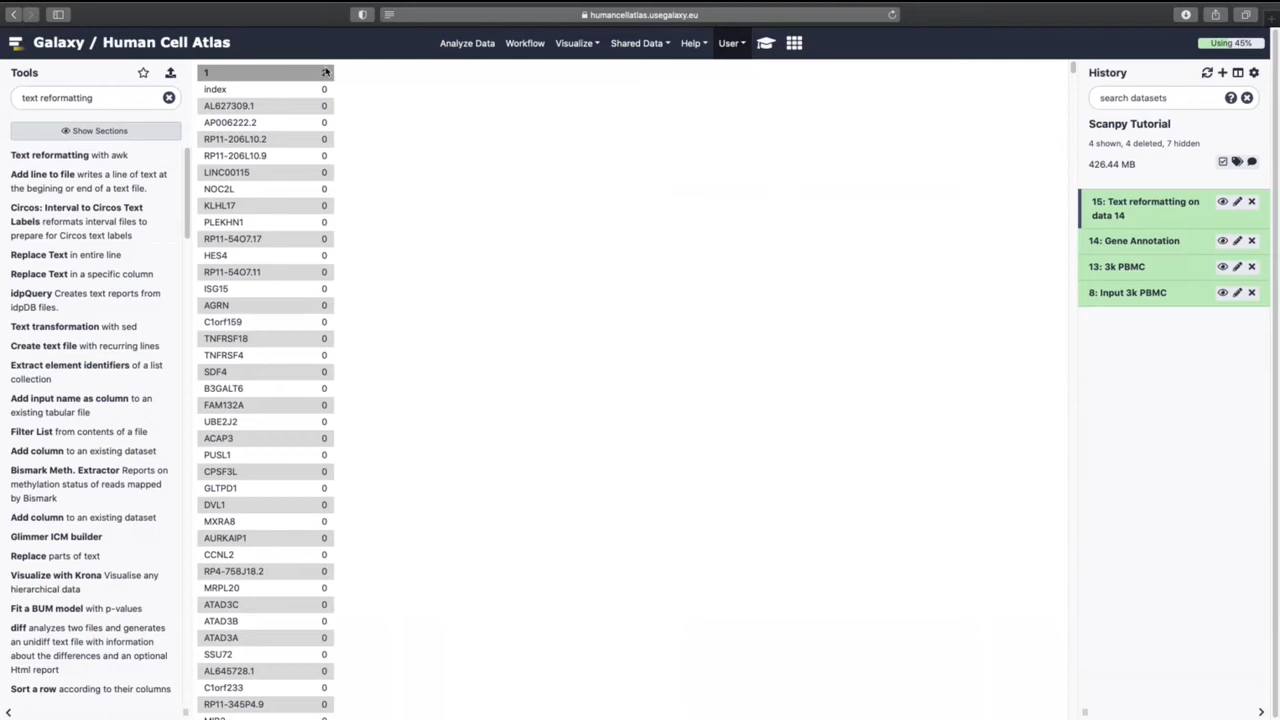 humancellatlas.usegalaxy.eu
Galaxy / Human Cell Atlas
Analyze Data
Workflow
Visualize
Shared Data
Help
User
Using 45%
Tools
text reformatting
Show Sections
Text reformatting with awk
Add line to file writes a line of text at
the begining or end of a text file.
Circos: Interval to Circos Text
Labels reformats interval files to
prepare for Circos text labels
Replace Text in entire line
Replace Text in a specific column
idpQuery Creates text reports from
idpDB files.
Text transformation with sed
Create text file with recurring lines
Extract element identifiers of a list
collection
Add input name as column to an
existing tabular file
Filter List from contents of a file
Add column to an existing dataset
Bismark Meth. Extractor Reports on
methylation status of reads mapped
by Bismark
Add column to an existing dataset
Glimmer ICM builder
Replace parts of text
Visualize with Krona Visualise any
hierarchical data
Fit a BUM model with p-values
diff analyzes two files and generates
an unidiff text file with information
about the differences and an optional
Html report
Sort a row according to their columns
1
index 0
AL627309.1 0
AP006222.2 0
RP11-206L10.2 0
RP11-206L10.9 0
LINC00115 0
NOC2L 0
KLHL17 0
PLEKHN1 0
RP11-54O7.17 0
HES4 0
RP11-54O7.11 0
ISG15 0
AGRN 0
C1orf159 0
TNFRSF18 0
TNFRSF4 0
SDF4 0
B3GALT6 0
FAM132A 0
UBE2J2 0
ACAP3 0
PUSL1 0
CPSF3L 0
GLTPD1 0
DVL1 0
MXRA8 0
AURKAIP1 0
CCNL2 0
RP4-758J18.2 0
MRPL20 0
ATAD3C 0
ATAD3B 0
ATAD3A 0
SSU72 0
AL645728.1 0
C1orf233 0
RP11-345P4.9 0
History
search datasets
Scanpy Tutorial
4 shown, 4 deleted, 7 hidden
426.44 MB
15: Text reformatting on
data 14
14: Gene Annotation
13: 3k PBMC
8: Input 3k PBMC